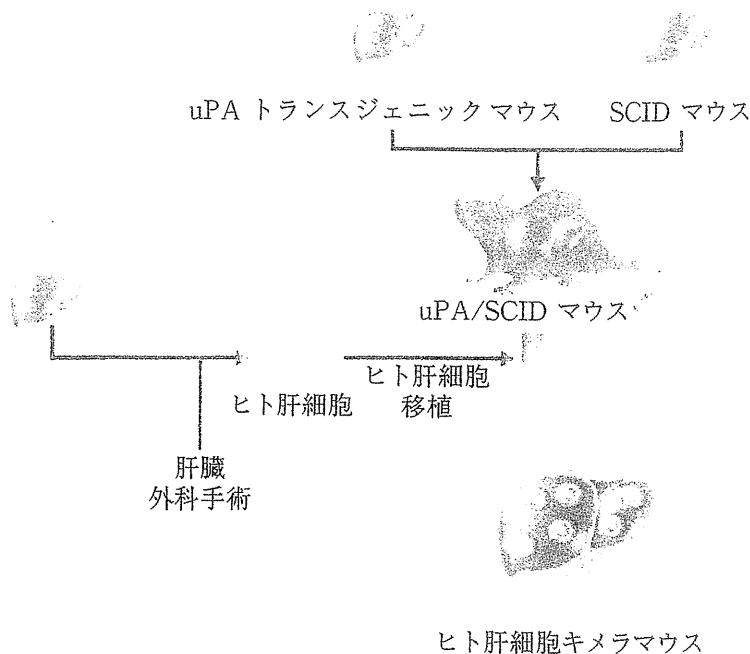 uPA トランスジェニック マウス
SCID マウス
uPA/SCID マウス
ヒト肝細胞
ヒト肝細胞
移植
肝臓
外科手術
ヒト肝細胞キメラマウス